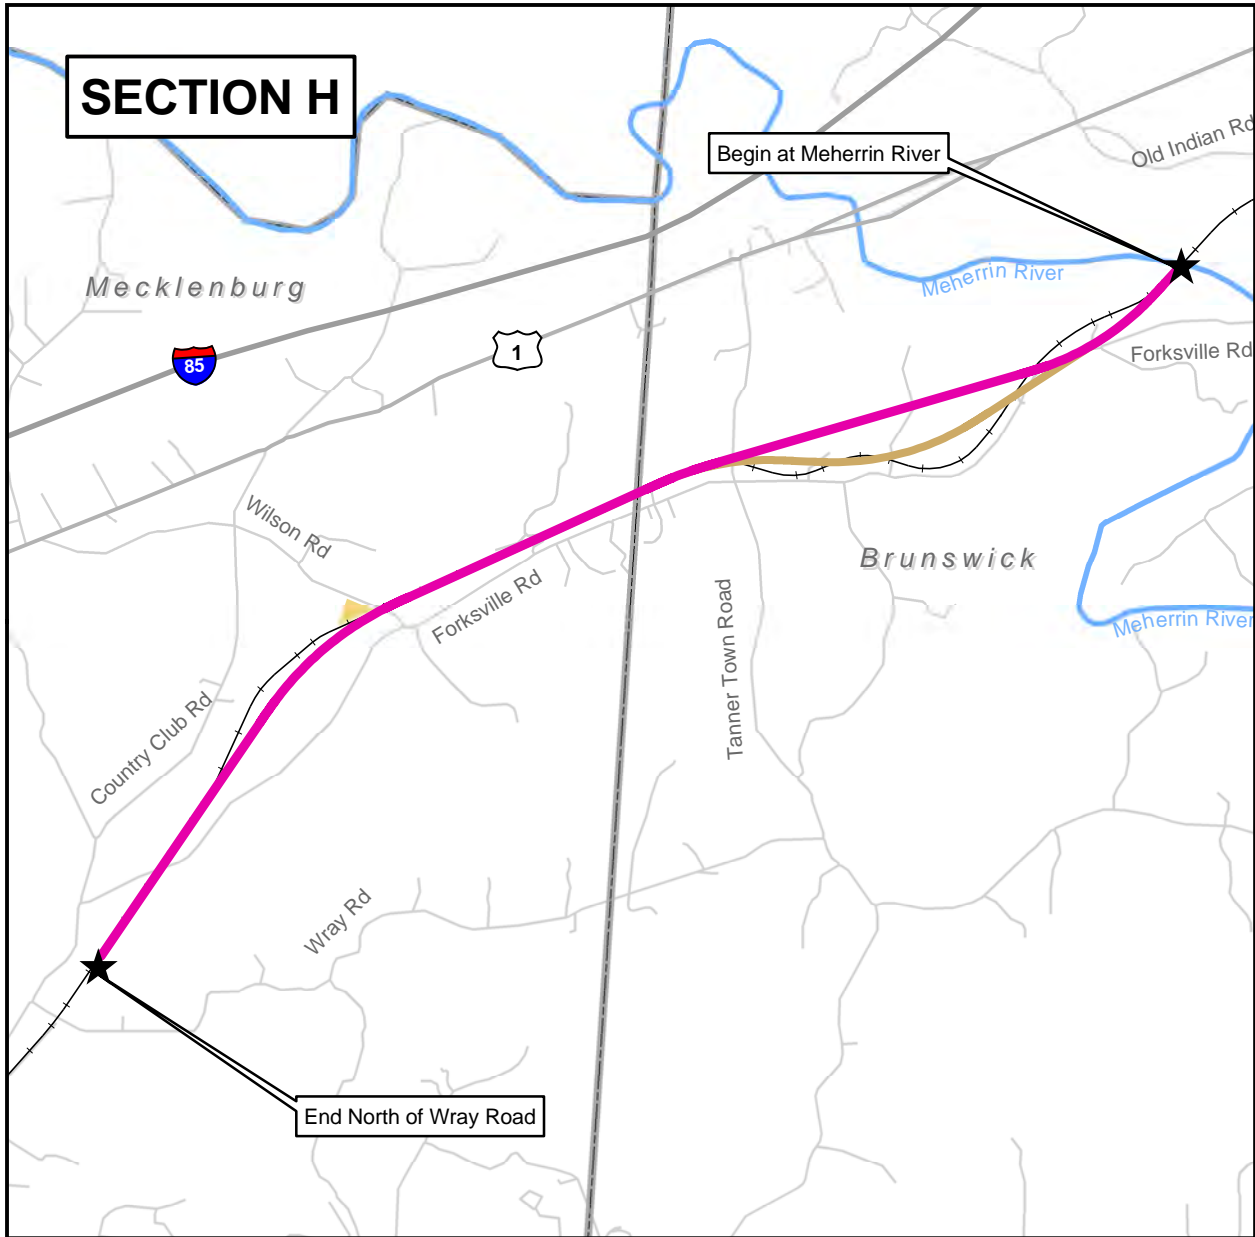 SECTION H
Begin at Meherrin River
Old Indian Rd
Mecklenburg
Meherrin River
85
1
Forksville Rd
Wilson Rd
Brunswick
Forksville Rd
Tanner Town Road
Meherrin River
Country Club Rd
Wray Rd
End North of Wray Road